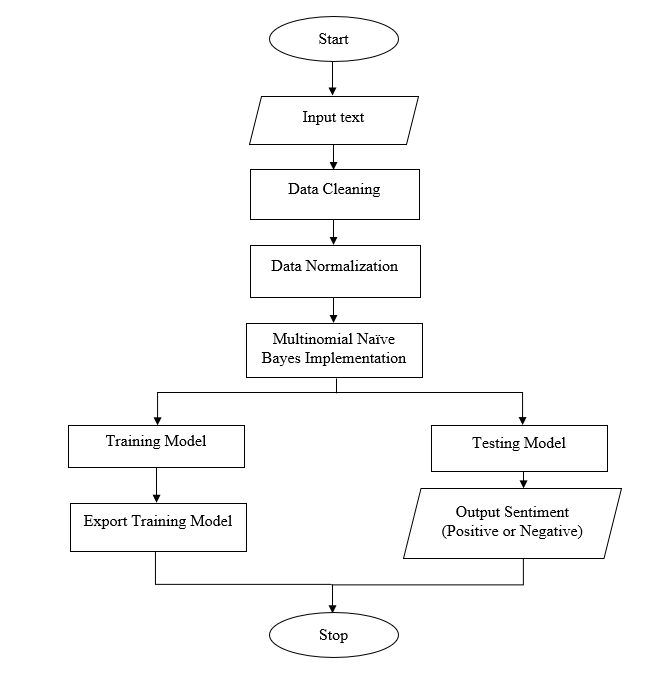 Start
Input text
Data Cleaning
Data Normalization
Multinomial Naïve
Bayes Implementation
Training Model
Testing Model
Export Training Model
Output Sentiment
(Positive or Negative)
Stop